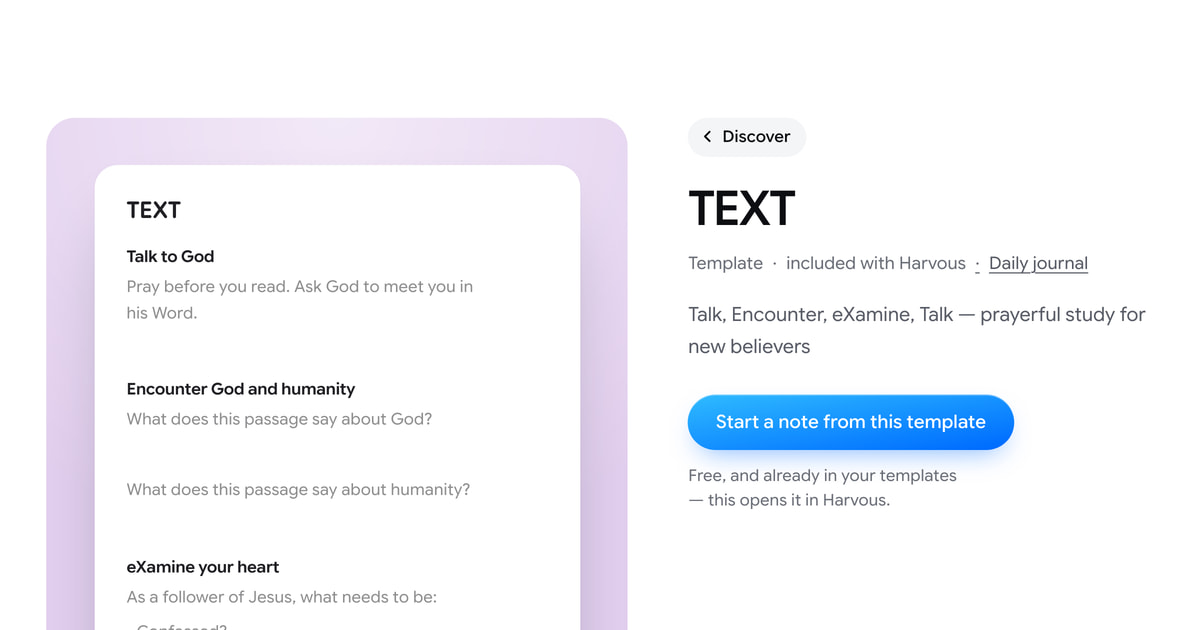 TEXT
Talk to God
Pray before you read. Ask God to meet you in
his Word.
Encounter God and humanity
What does this passage say about God?
What does this passage say about humanity?
eXamine your heart
As a follower of Jesus, what needs to be:
Discover
TEXT
Template · included with Harvous · Daily journal
Talk, Encounter, eXamine, Talk — prayerful study for
new believers
Start a note from this template
Free, and already in your templates
— this opens it in Harvous.